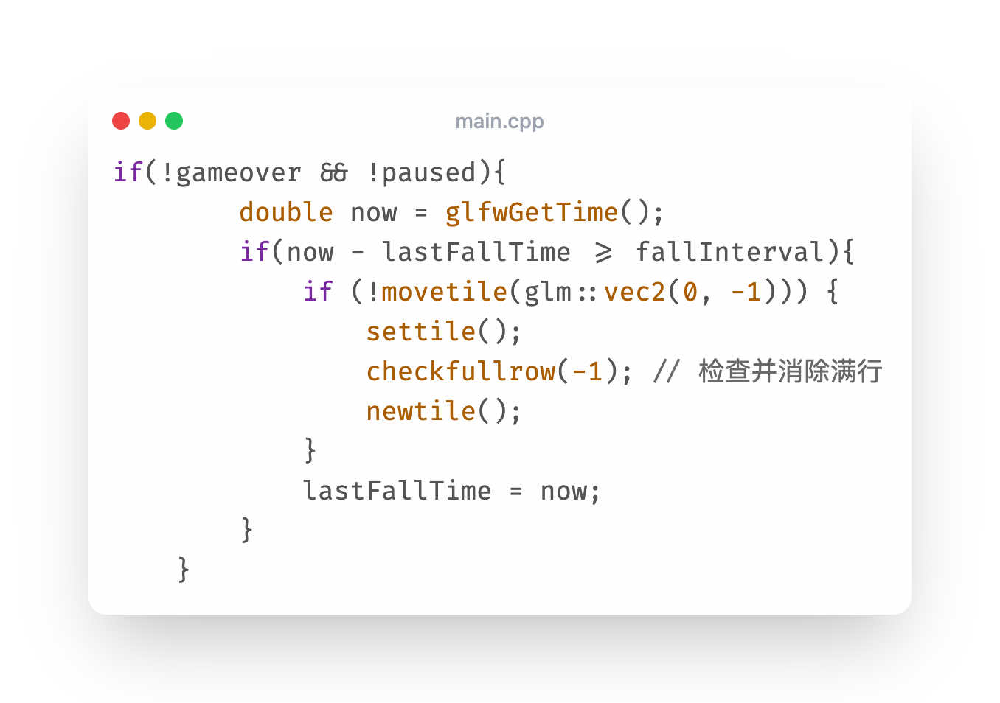 main.cpp
if(!gameover && !paused){
        double now = glfwGetTime();
        if(now - lastFallTime >= fallInterval){
            if (!movetile(glm::vec2(0, -1))) {
                settile();
                checkfullrow(-1); // 检查并消除满行
                newtile();
            }
            lastFallTime = now;
        }
    }